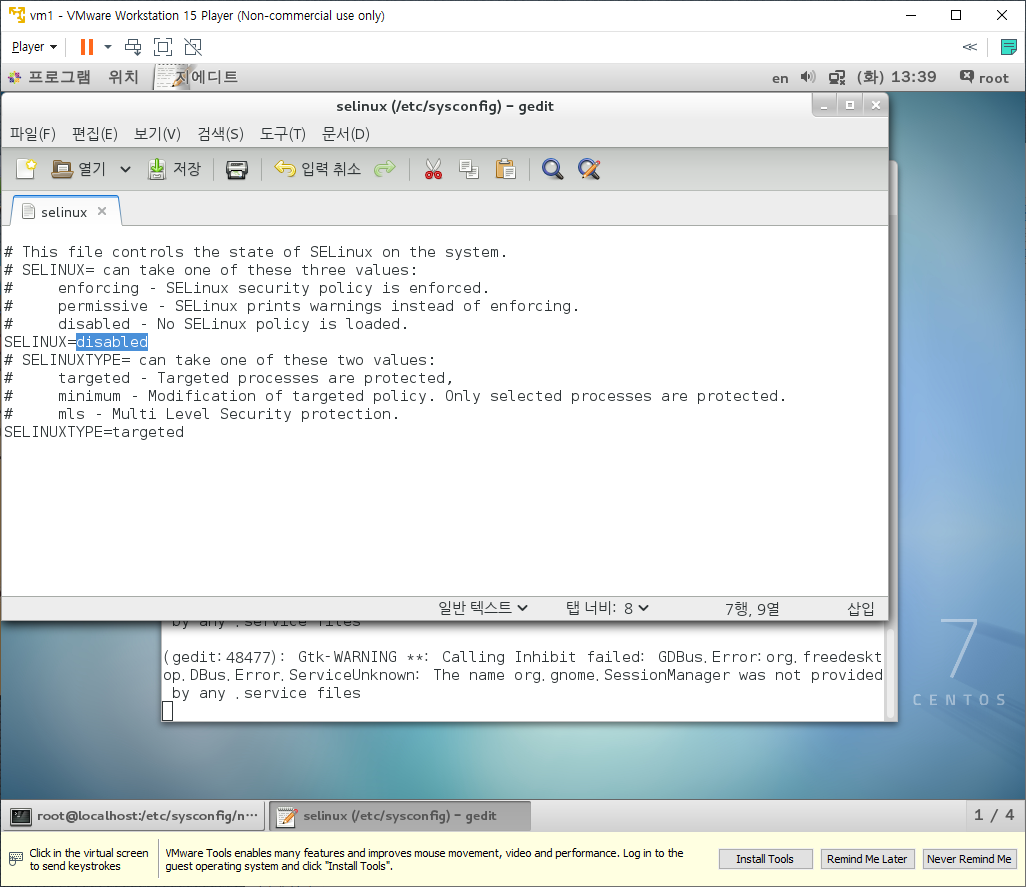 vm1 - VMware Workstation 15 Player (Non-commercial use only)
Player
프로그램 위치 지에디트 en (화) 13:39 root
selinux (/etc/sysconfig) – gedit
파일(F) 편집(E) 보기(V) 검색(S) 도구(T) 문서(D)
열기 저장 입력 취소
selinux
# This file controls the state of SELinux on the system.
# SELINUX= can take one of these three values:
#     enforcing - SELinux security policy is enforced.
#     permissive - SELinux prints warnings instead of enforcing.
#     disabled - No SELinux policy is loaded.
SELINUX=disabled
# SELINUXTYPE= can take one of these two values:
#     targeted - Targeted processes are protected,
#     minimum - Modification of targeted policy. Only selected processes are protected.
#     mls - Multi Level Security protection.
SELINUXTYPE=targeted
일반 텍스트 탭 너비: 8 7행, 9열 삽입
by any .service files
(gedit:48477): Gtk-WARNING **: Calling Inhibit failed: GDBus.Error:org.freedeskt
op.DBus.Error.ServiceUnknown: The name org.gnome.SessionManager was not provided
by any .service files
7
CENTOS
root@localhost:/etc/sysconfig/n⋯ selinux (/etc/sysconfig) – gedit 1 / 4
Click in the virtual screen
to send keystrokes
VMware Tools enables many features and improves mouse movement, video and performance. Log in to the
guest operating system and click "Install Tools".
Install Tools Remind Me Later Never Remind Me